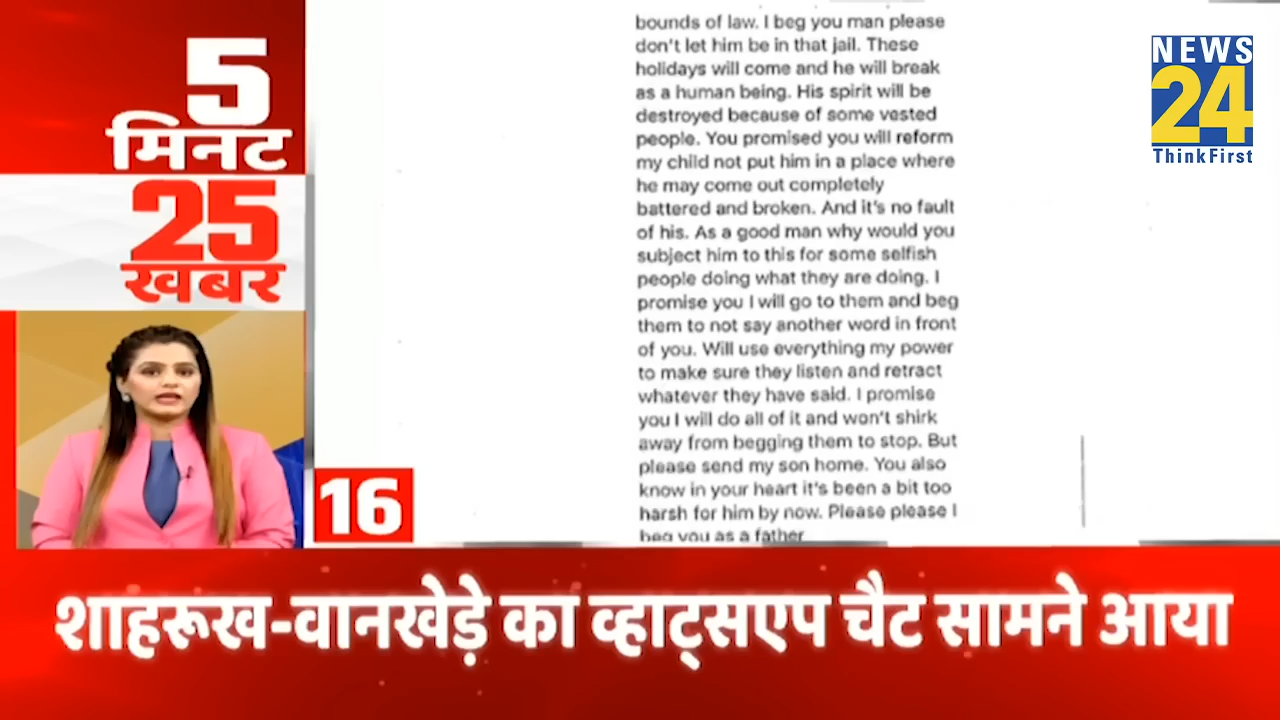 5
मिनट
25
खबर
bounds of law. I beg you man please
don't let him be in that jail. These
holidays will come and he will break
as a human being. His spirit will be
destroyed because of some vested
people. You promised you will reform
my child not put him in a place where
he may come out completely
battered and broken. And it's no fault
of his. As a good man why would you
subject him to this for some selfish
people doing what they are doing. I
promise you I will go to them and beg
them to not say another word in front
of you. Will use everything my power
to make sure they listen and retract
whatever they have said. I promise
you I will do all of it and won't shirk
away from begging them to stop. But
please send my son home. You also
know in your heart it's been a bit too
harsh for him by now. Please please I
beg you as a father
NEWS
24
ThinkFirst
16
शाहरूख-वानखेड़े का व्हाट्सएप चैट सामने आया